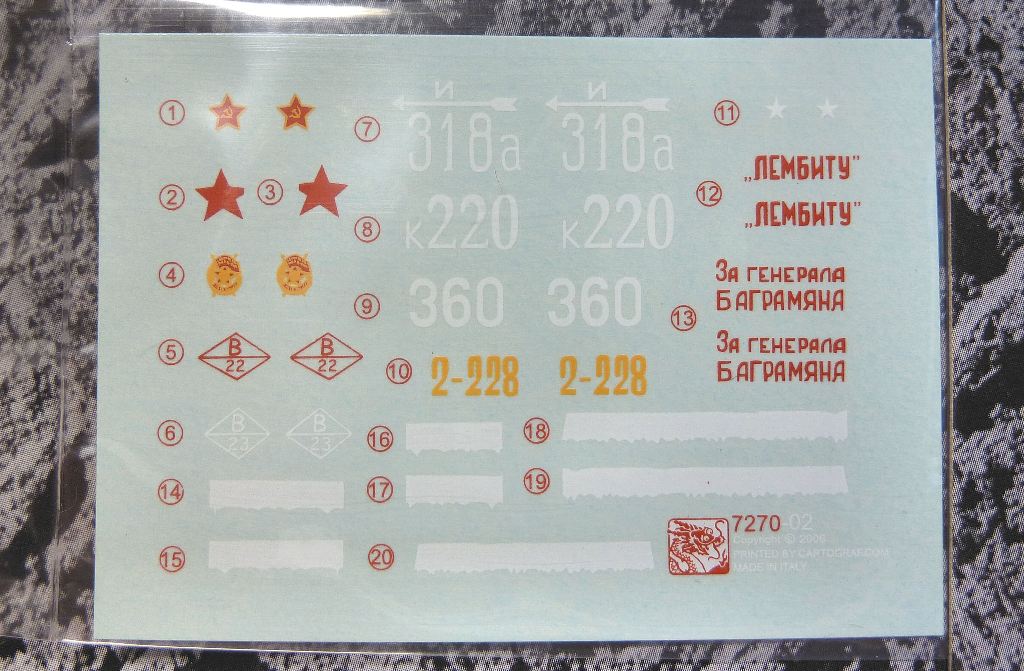 1
2
3
4
5
B
22
B
22
6
B
23
B
23
14
15
7
И
318а
И
318а
8
к220
к220
9
360
360
10
2-228
2-228
16
17
20
11
12
„ЛЕМБИТУ”
„ЛЕМБИТУ”
13
За генерала
Баграмяна
За генерала
Баграмяна
18
19
7270-02
Copyright © 2006
PRINTED BY CARTOGRAF.COM
MADE IN ITALY